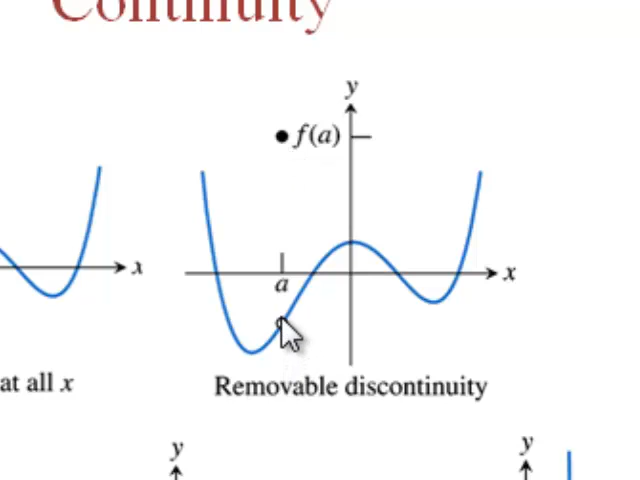 Continuity
y
f(a)
x
x
a
at all x
Removable discontinuity
y
y